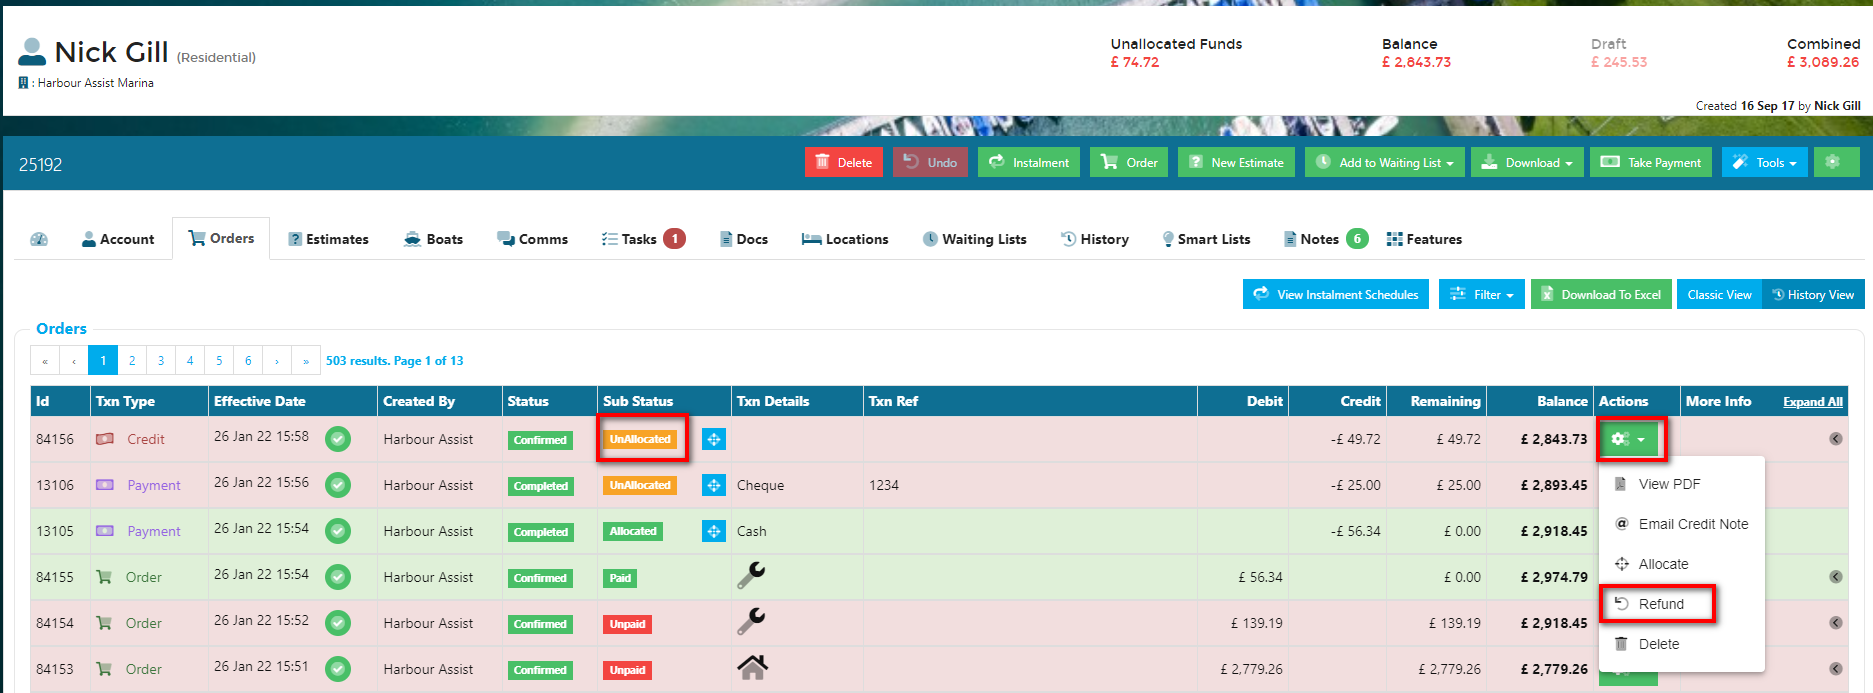 Nick Gill (Residential)
: Harbour Assist Marina
Unallocated Funds Balance Draft Combined
£ 74.72 £ 2,843.73 £ 245.53 £ 3,089.26
Created 16 Sep 17 by Nick Gill
25192 Delete Undo Instalment Order New Estimate Add to Waiting List Download Take Payment Tools
Account Orders Estimates Boats Comms Tasks 1 Docs Locations Waiting Lists History Smart Lists Notes 6 Features
View Instalment Schedules Filter Download To Excel Classic View History View
Orders
« ‹ 1 2 3 4 5 6 › » 503 results. Page 1 of 13
Id Txn Type Effective Date Created By Status Sub Status Txn Details Txn Ref Debit Credit Remaining Balance Actions More Info Expand All
84156 Credit 26 Jan 22 15:58 Harbour Assist Confirmed UnAllocated -£ 49.72 £ 49.72 £ 2,843.73
13106 Payment 26 Jan 22 15:56 Harbour Assist Completed UnAllocated Cheque 1234 -£ 25.00 £ 25.00 £ 2,893.45
13105 Payment 26 Jan 22 15:54 Harbour Assist Completed Allocated Cash -£ 56.34 £ 0.00 £ 2,918.45
84155 Order 26 Jan 22 15:54 Harbour Assist Confirmed Paid £ 56.34 £ 0.00 £ 2,974.79
84154 Order 26 Jan 22 15:52 Harbour Assist Confirmed Unpaid £ 139.19 £ 139.19 £ 2,918.45
84153 Order 26 Jan 22 15:51 Harbour Assist Confirmed Unpaid £ 2,779.26 £ 2,779.26 £ 2,779.26
View PDF
Email Credit Note
Allocate
Refund
Delete